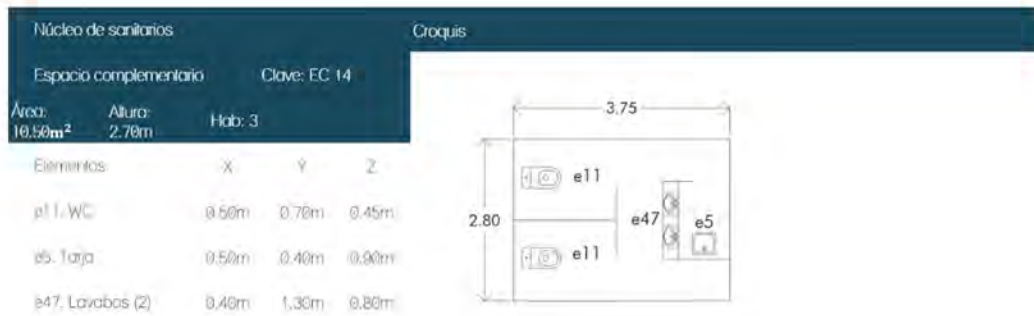 Núcleo de sanitarios
Croquis
Espacio complementario Clave: EC 14
Área: 10.50m² Altura: 2.70m Hab: 3
Elementos X Y Z
e11. WC 0.50m 0.70m 0.45m
e5. Tarja 0.50m 0.40m 0.90m
e47. Lavabos (2) 0.40m 1.30m 0.80m
3.75
2.80
e11
e47
e5
e11